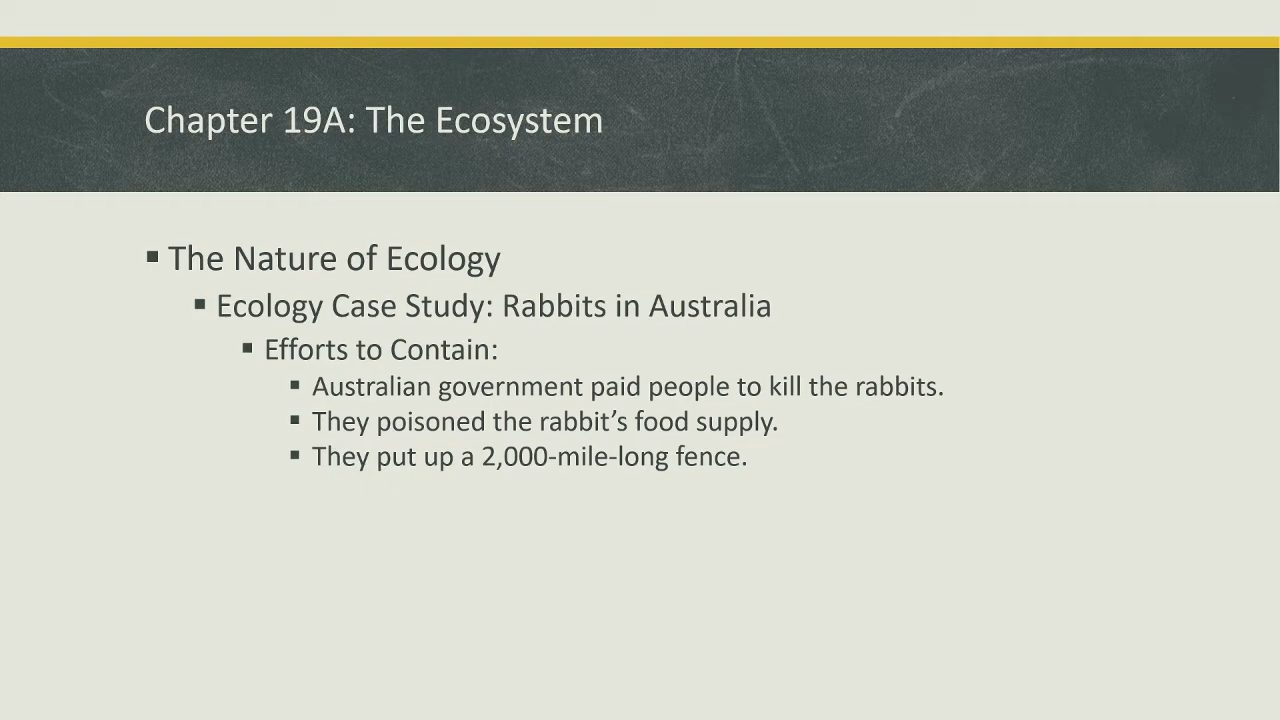 Chapter 19A: The Ecosystem
▪ The Nature of Ecology
▪ Ecology Case Study: Rabbits in Australia
▪ Efforts to Contain:
▪ Australian government paid people to kill the rabbits.
▪ They poisoned the rabbit’s food supply.
▪ They put up a 2,000-mile-long fence.